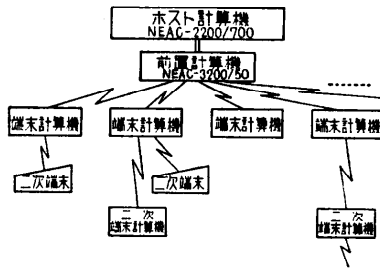 ホスト計算機
NEAC-2200/700
前置計算機
NEAC-3200/50
端末計算機
端末計算機
端末計算機
端末計算機
二次端末
二次端末
二次
端末計算機
二次
端末計算機